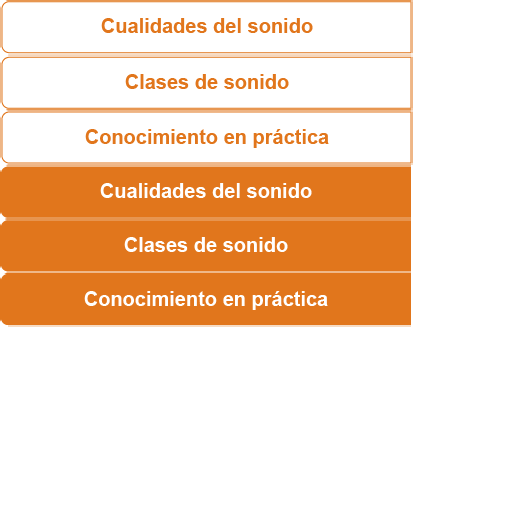 Cualidades del sonido
Clases de sonido
Conocimiento en práctica
Cualidades del sonido
Clases de sonido
Conocimiento en práctica